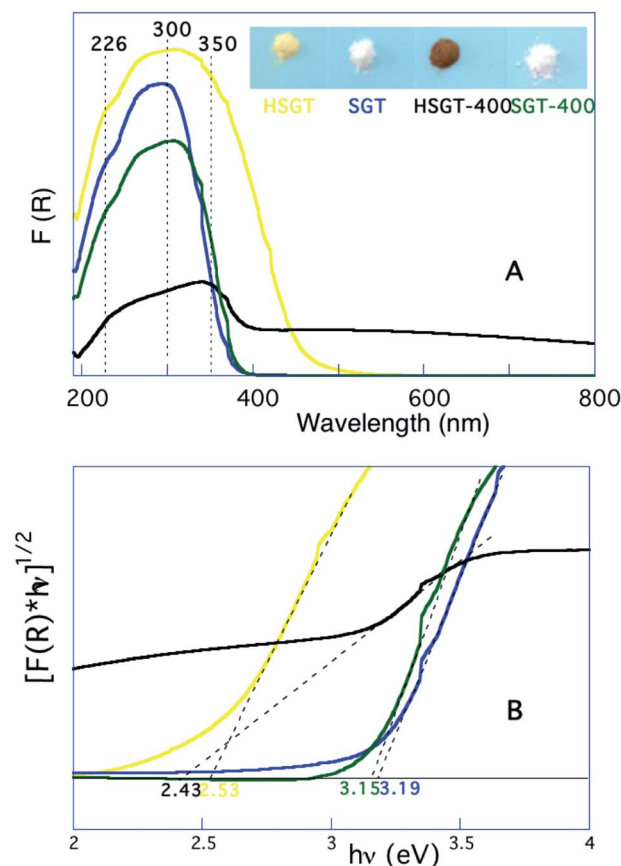 226 300 350
HSGT SGT HSGT-400 SGT-400
F (R)
A
200 400 600 800
Wavelength (nm)
[F(R)*hν]1/2
B
2.43 2.53 3.15 3.19
2 2.5 3 3.5 4
hν (eV)